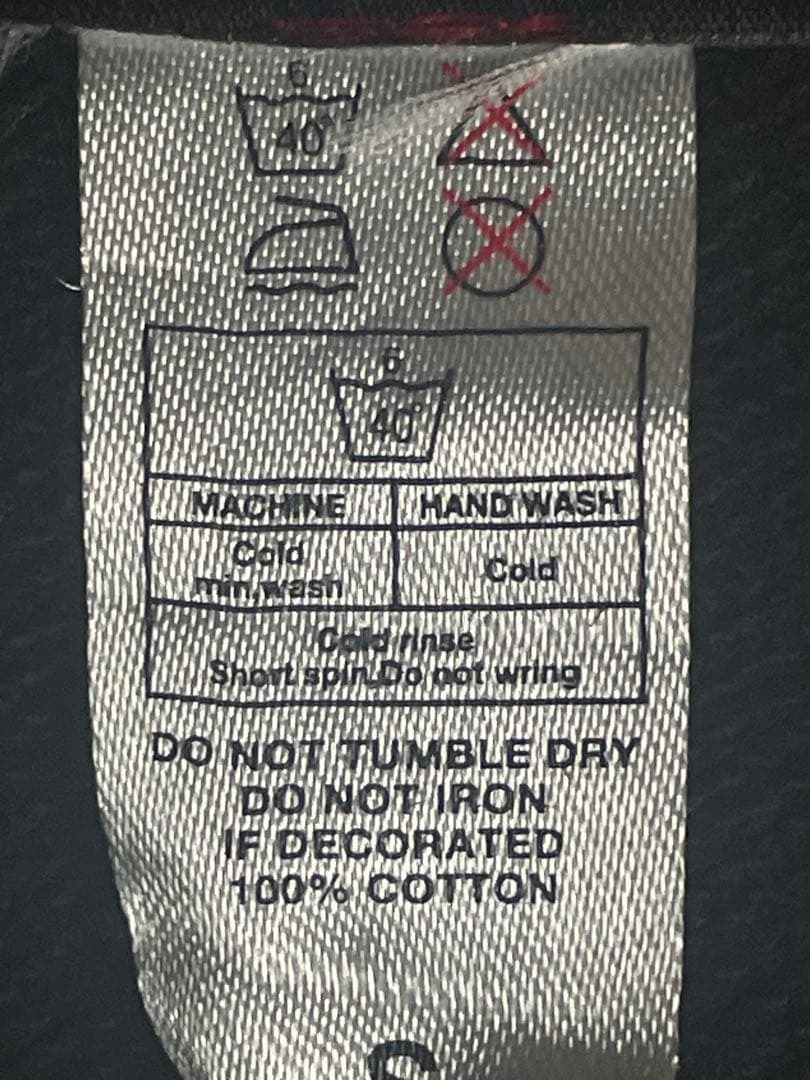 6
40°
6
40°
MACHINE HAND WASH
Cold Cold
min,wash
Cold rinse
Short spin,Do not wring
DO NOT TUMBLE DRY
DO NOT IRON
IF DECORATED
100% COTTON